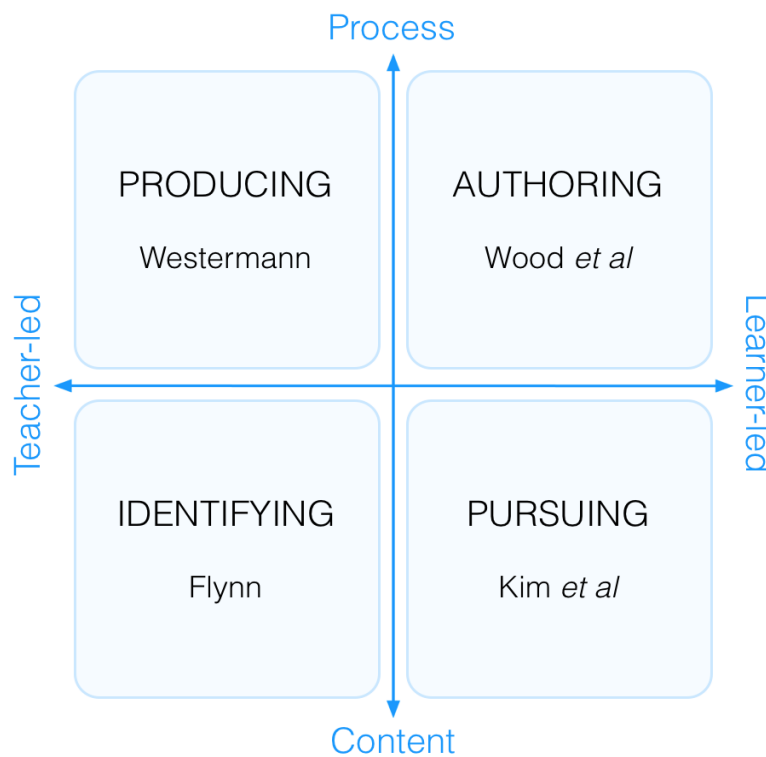 Process
PRODUCING
Westermann
AUTHORING
Wood et al
Teacher-led
Learner-led
IDENTIFYING
Flynn
PURSUING
Kim et al
Content